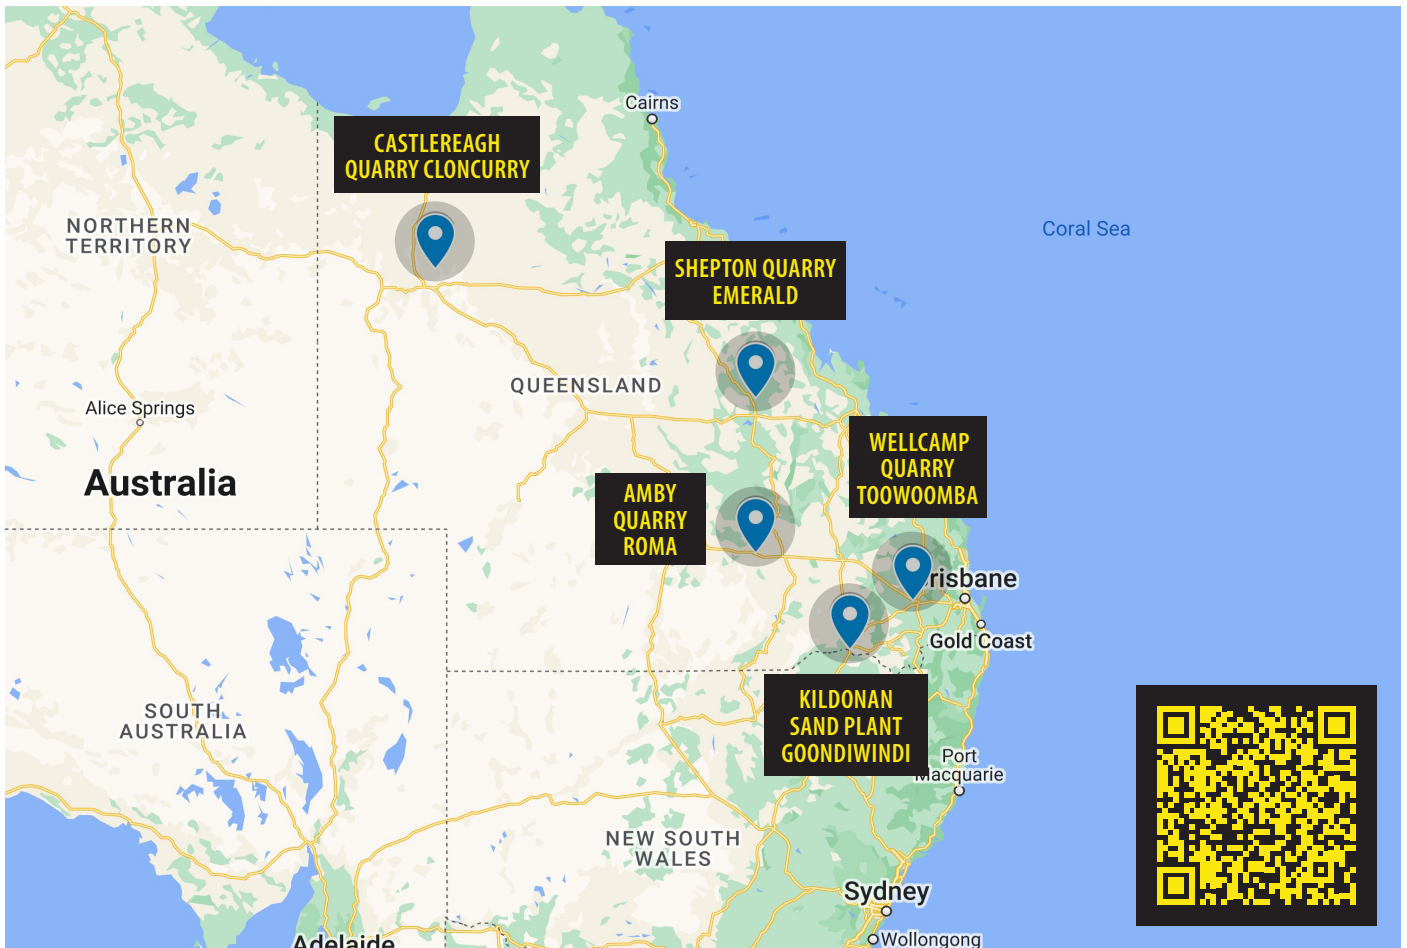 Cairns
CASTLEREAGH
QUARRY CLONCURRY
NORTHERN
TERRITORY
Coral Sea
SHEPTON QUARRY
EMERALD
QUEENSLAND
Alice Springs
WELLCAMP
QUARRY
TOOWOOMBA
Australia
AMBY
QUARRY
ROMA
risbane
Gold Coast
KILDONAN
SAND PLANT
GOONDIWINDI
SOUTH
AUSTRALIA
Port
Macquarie
NEW SOUTH
WALES
Sydney
Wollongong
Adelaide